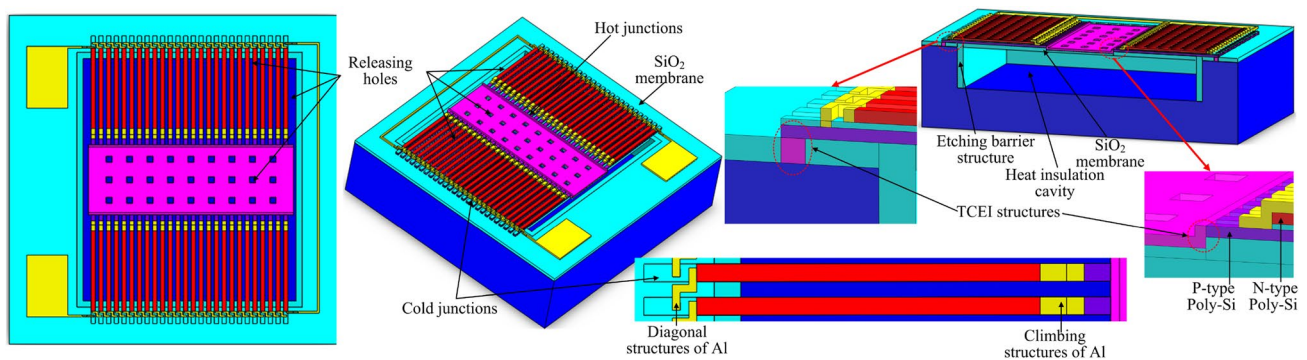 Releasing
holes
Hot junctions
SiO2
membrane
Cold junctions
Etching barrier
structure
SiO2
membrane
Heat insulation
cavity
TCEI structures
P-type
Poly-Si
N-type
Poly-Si
Diagonal
structures of Al
Climbing
structures of Al